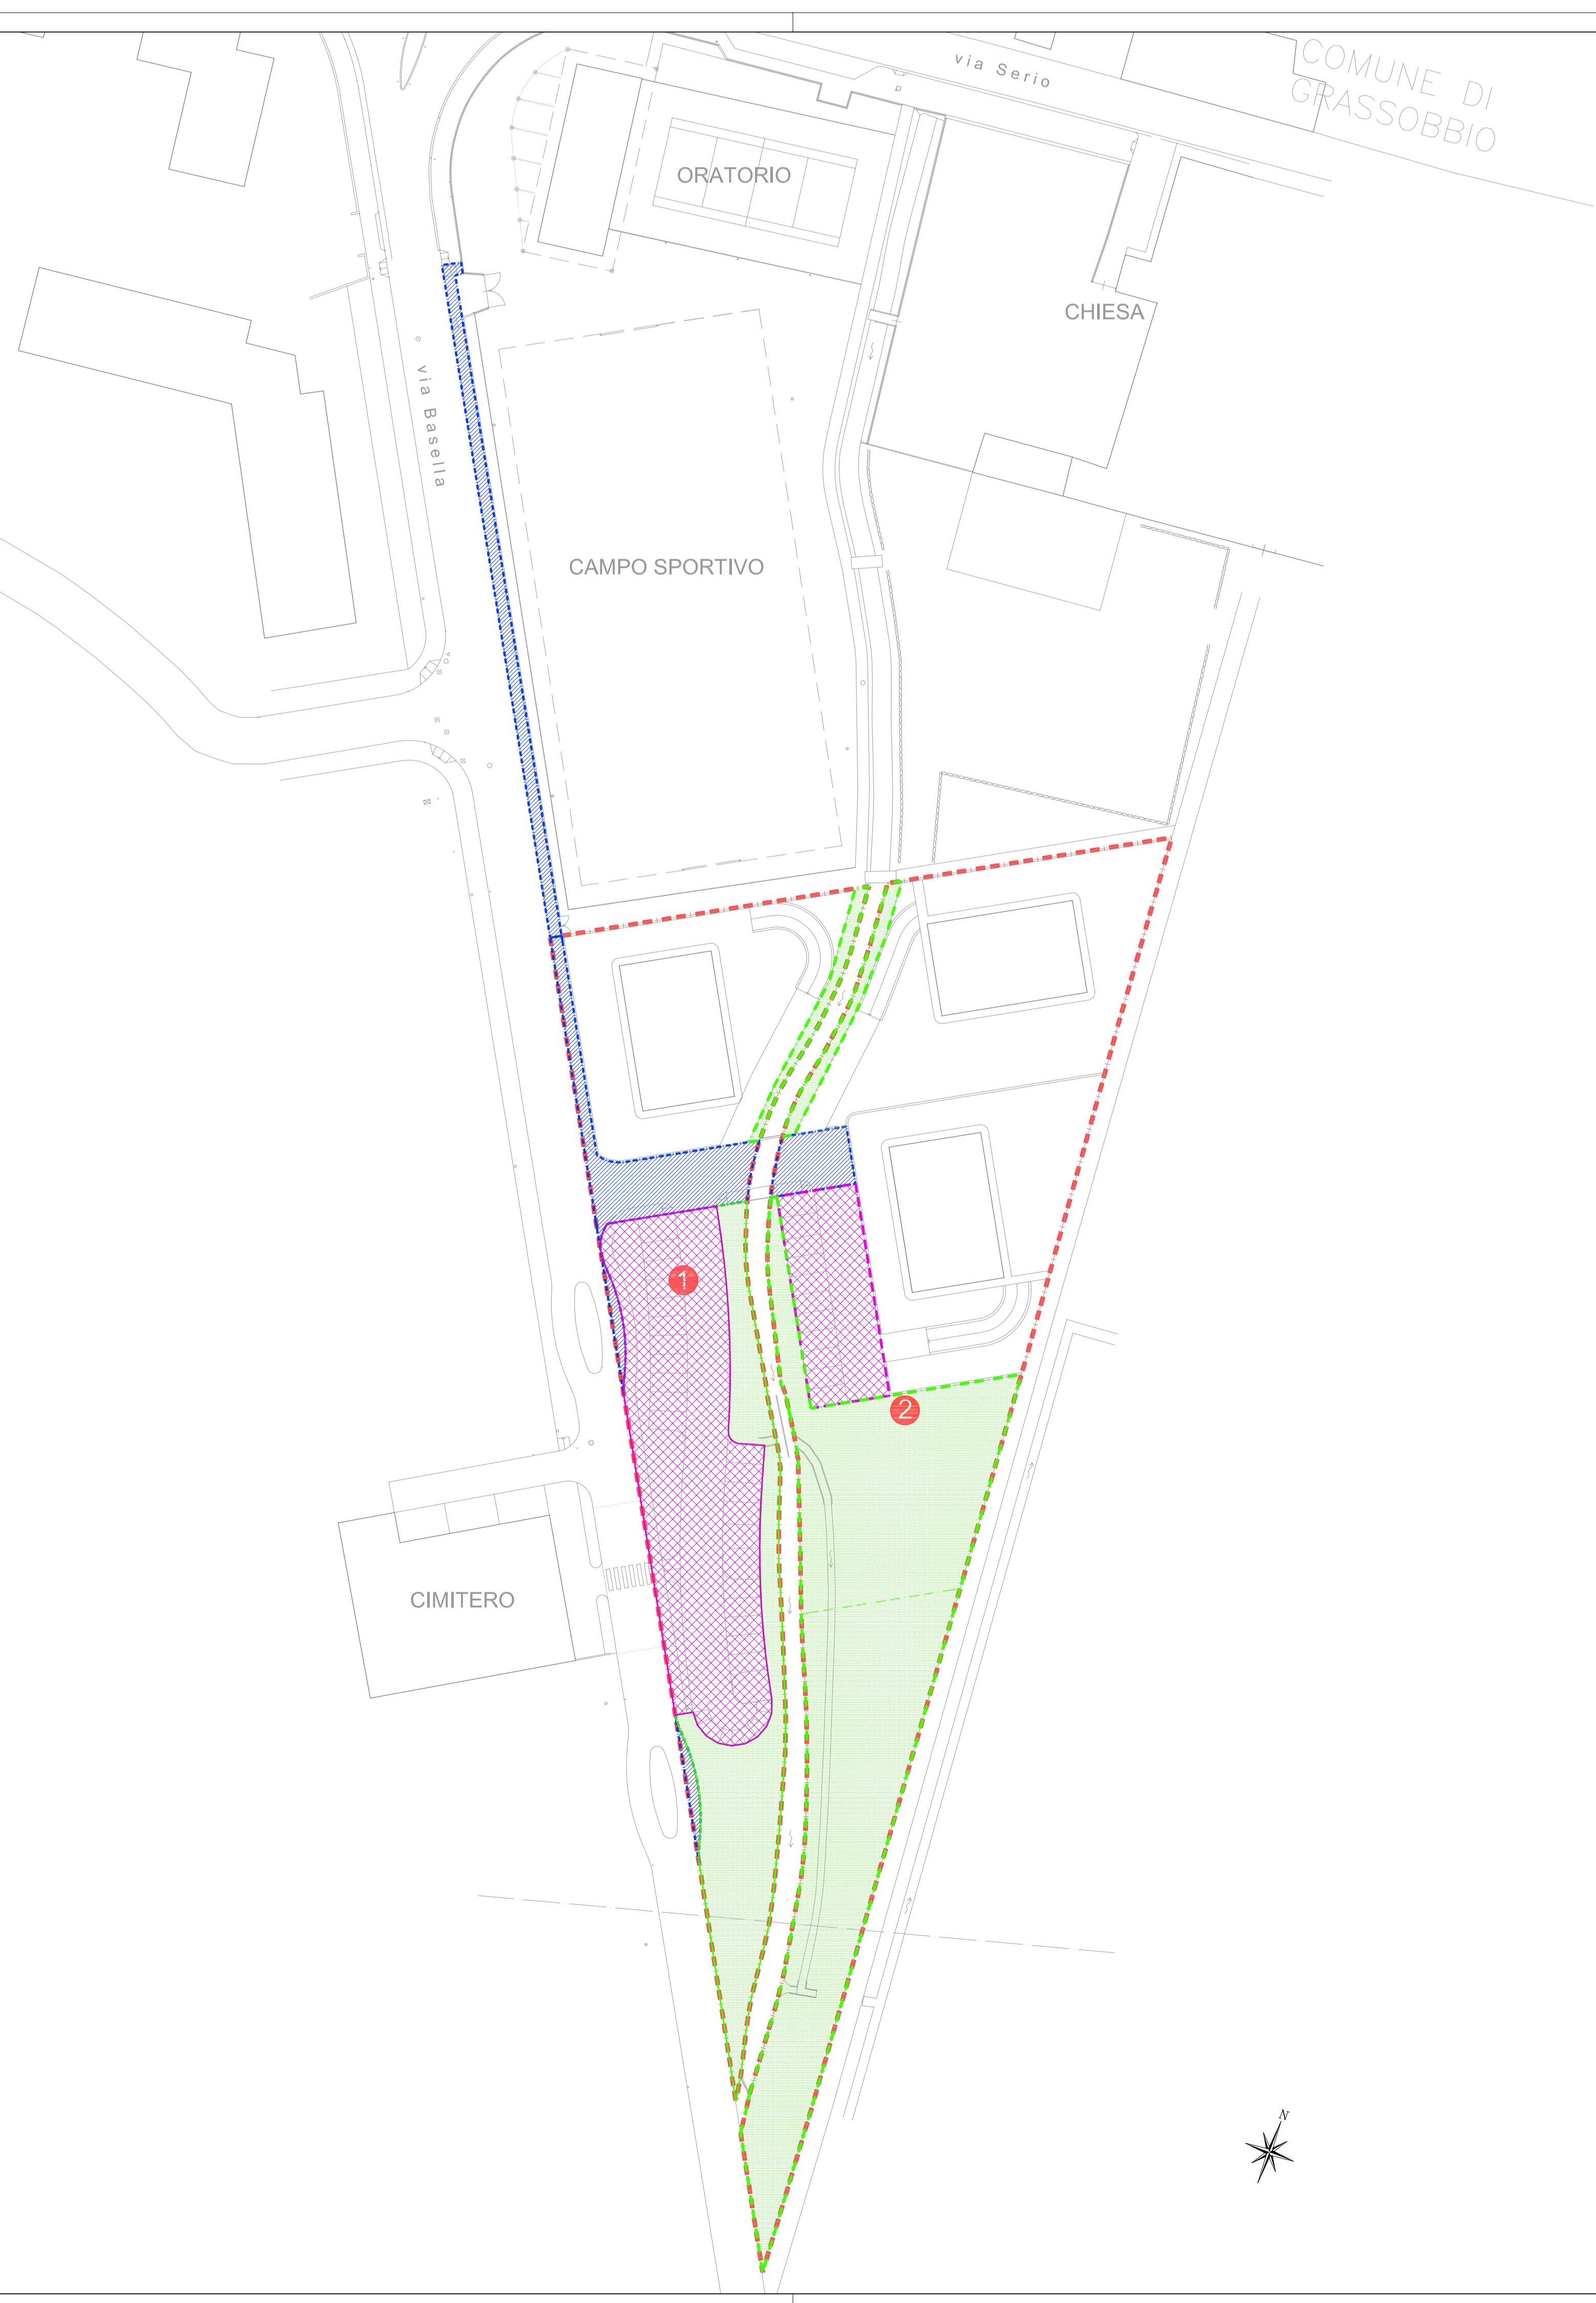 via Serio
COMUNE DI
GRASSOBBIO
ORATORIO
CHIESA
via Basella
CAMPO SPORTIVO
1
2
CIMITERO
N